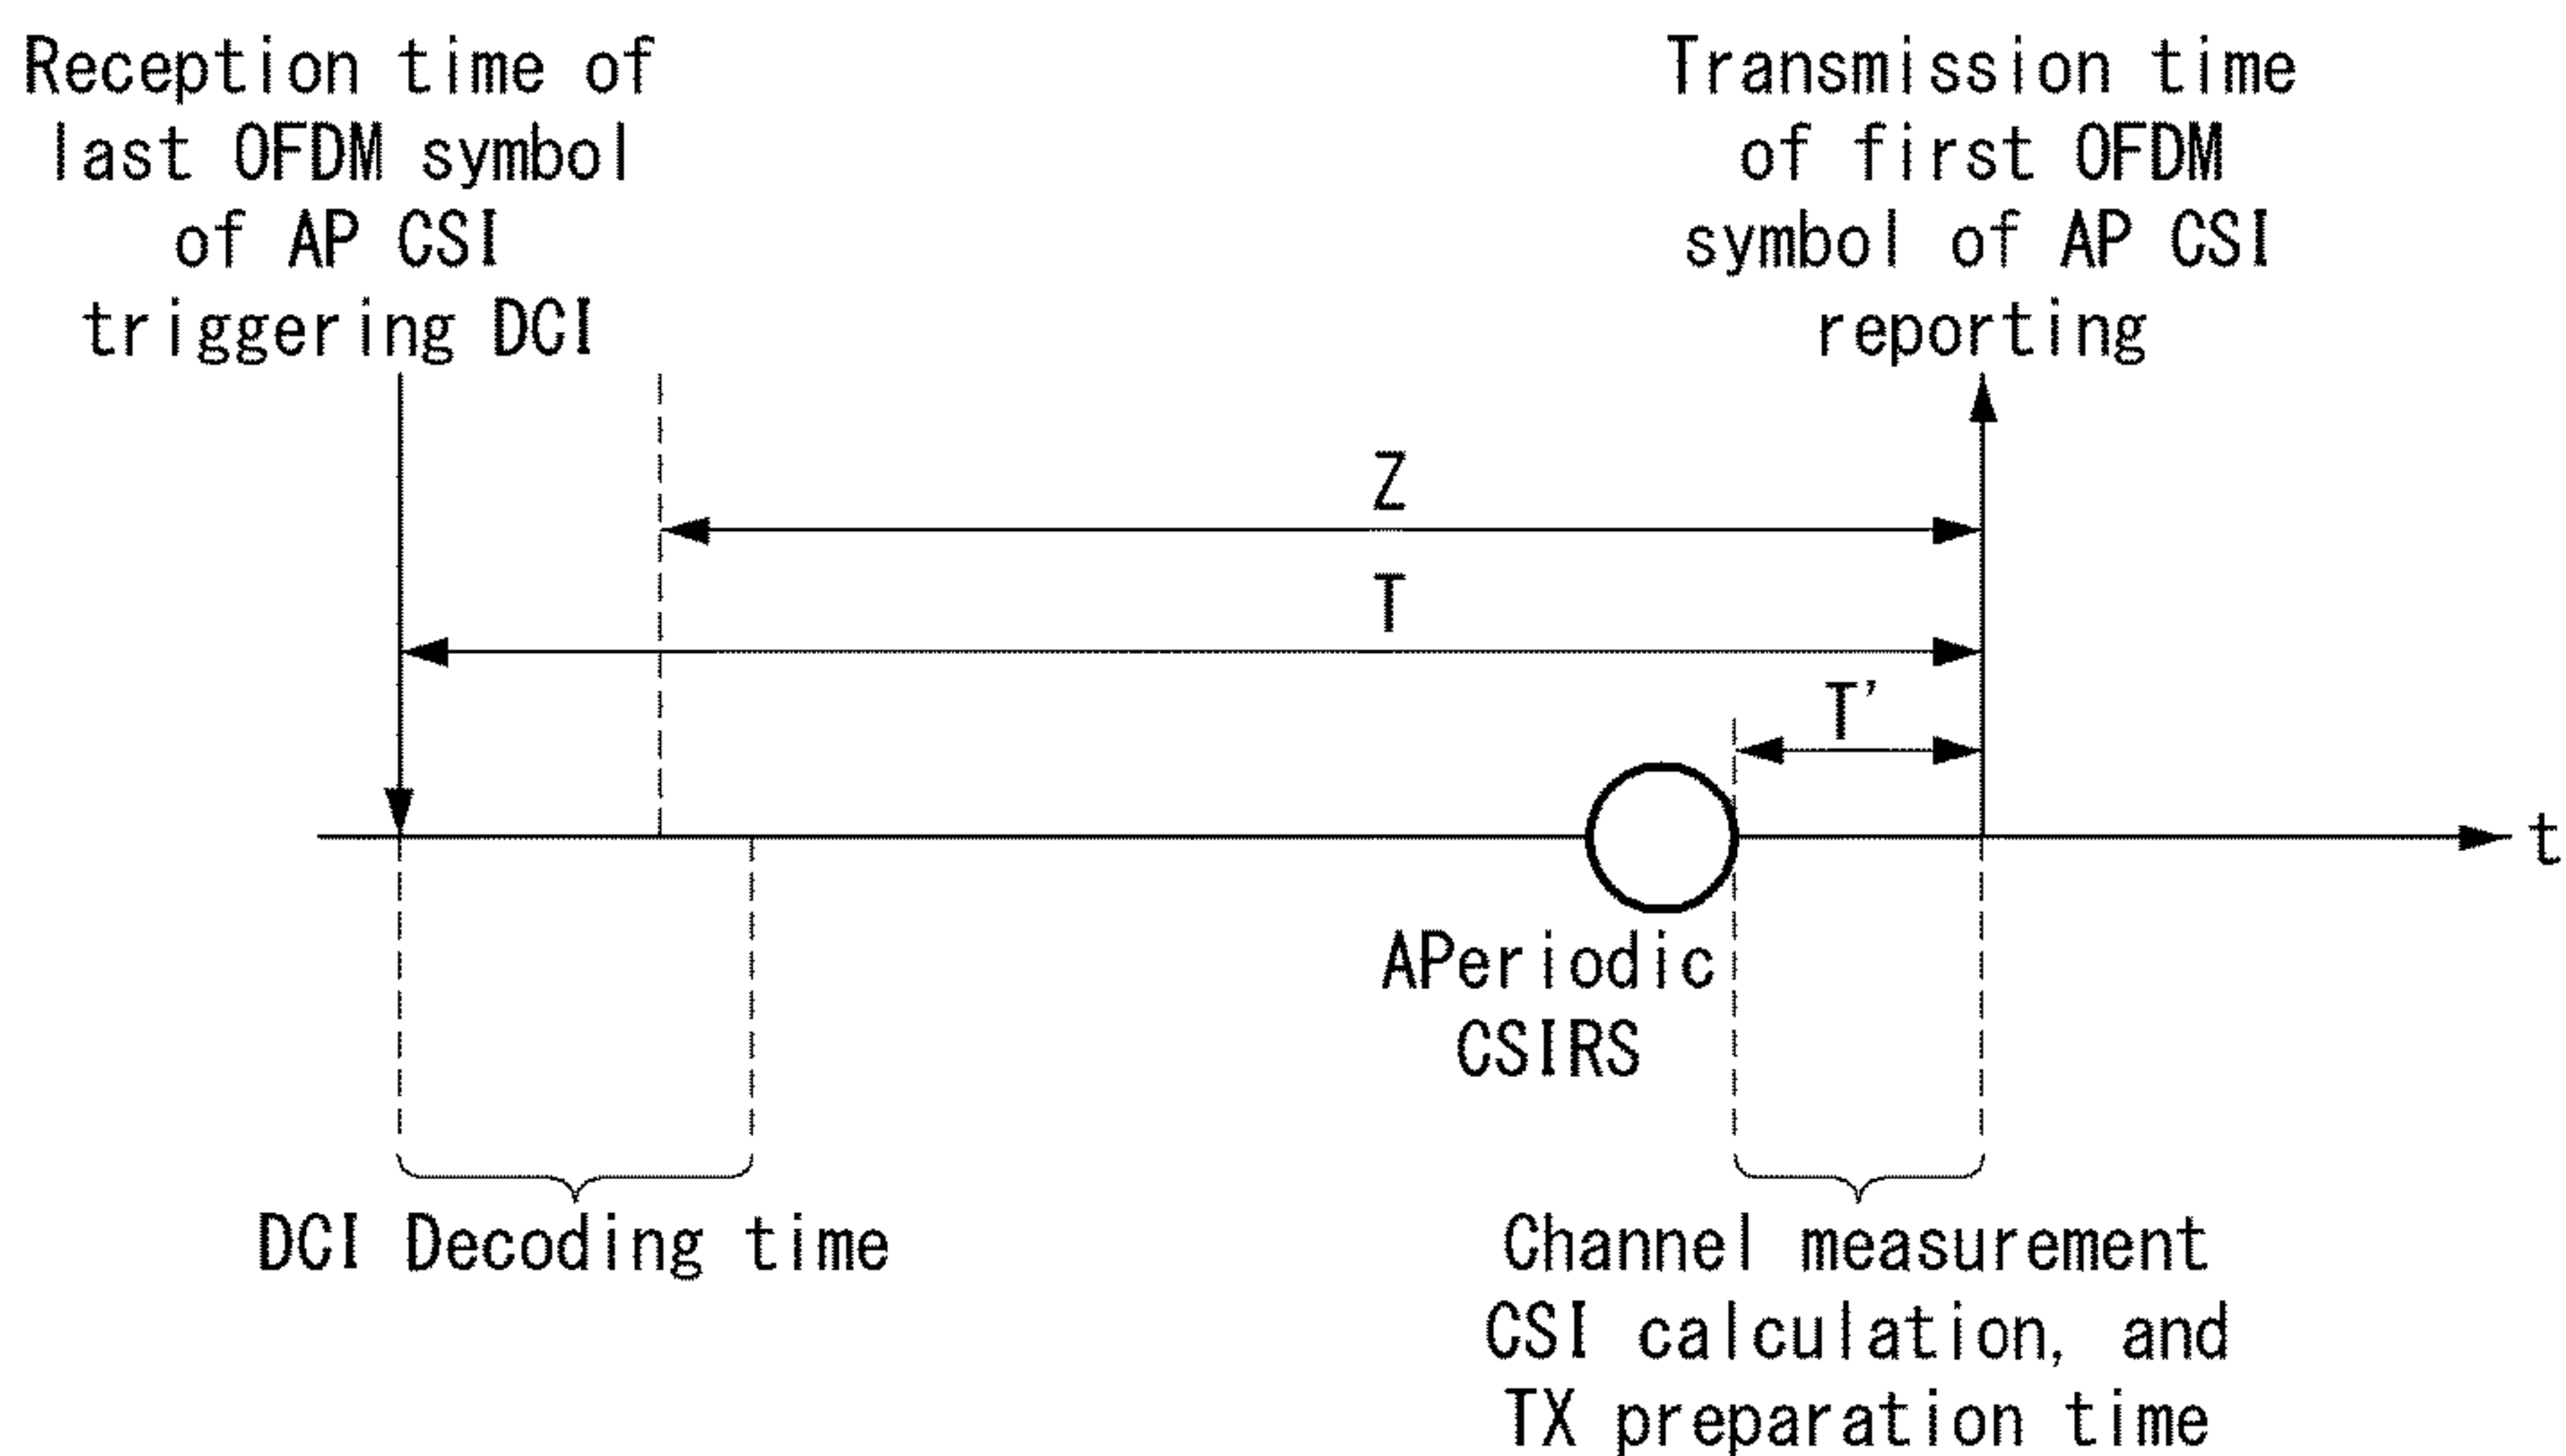 Reception time of
last OFDM symbol
of AP CSI
triggering DCI
Transmission time
of first OFDM
symbol of AP CSI
reporting
Z
T
T'
t
APeriodic
CSIRS
DCI Decoding time
Channel measurement
CSI calculation, and
TX preparation time